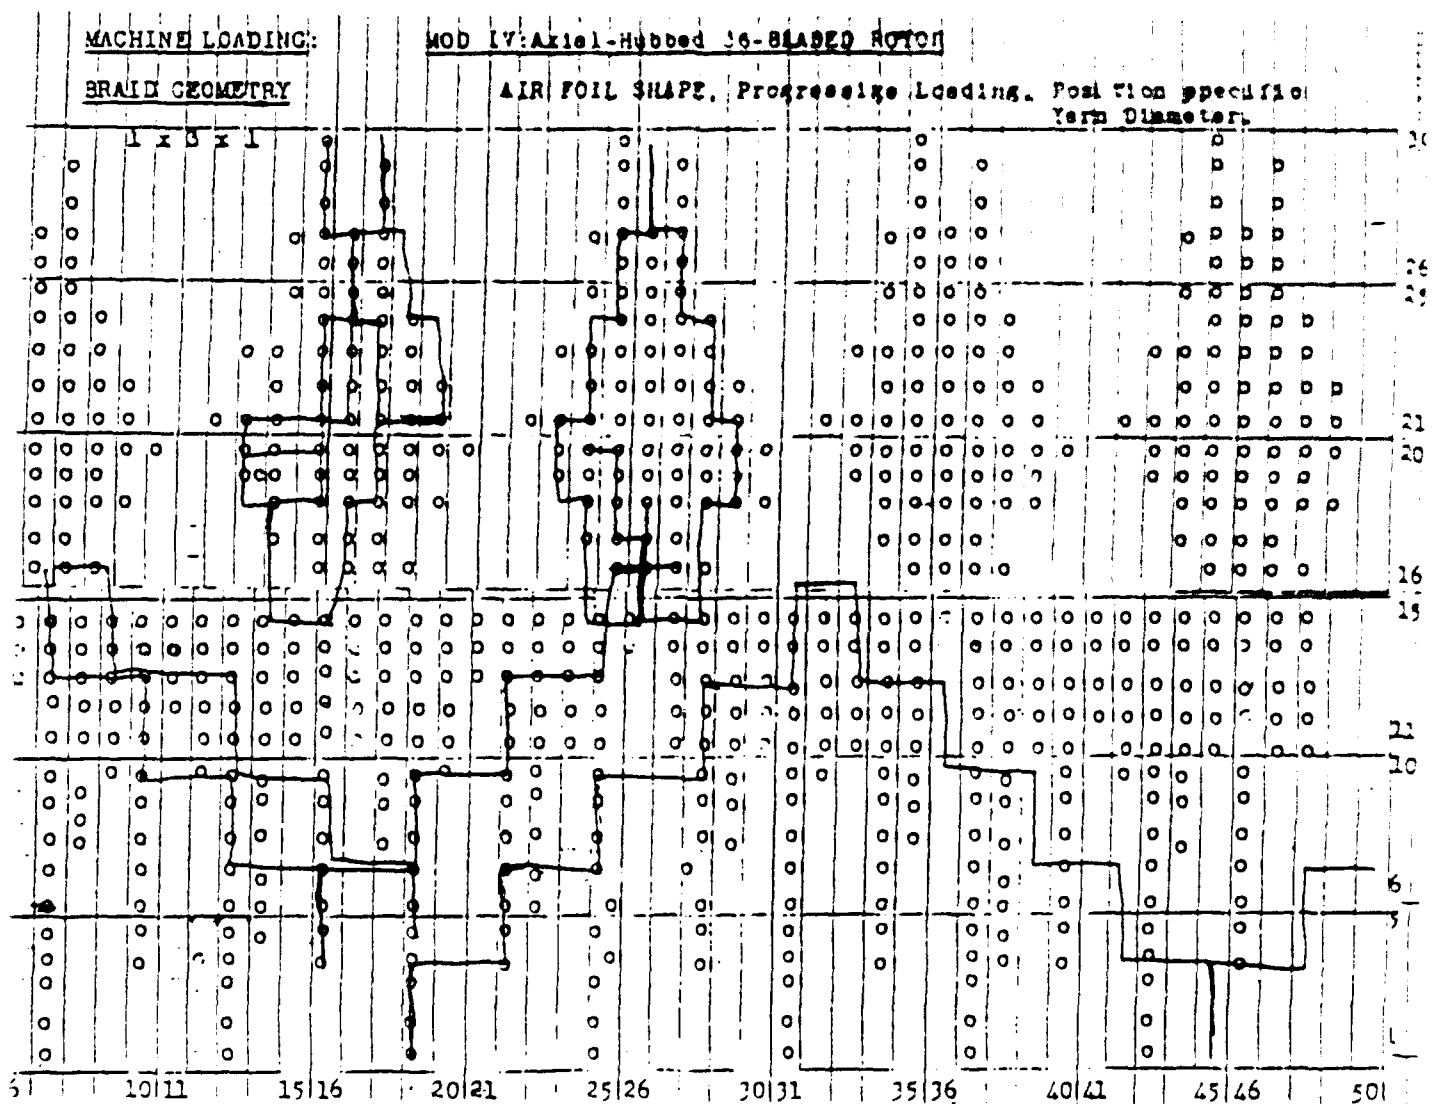 MACHINE LOADING:
MOD IV:Axial-Hubbed 36-BLADED ROTOR
BRAID GEOMETRY
AIR FOIL SHAPE, Progressive Loading. Position specific
Yarn Diameter.
1 x 3 x 1
30
26
25
21
20
16
15
11
10
6
5
1
10 11 15 16 20 21 25 26 30 31 35 36 40 41 45 46 50